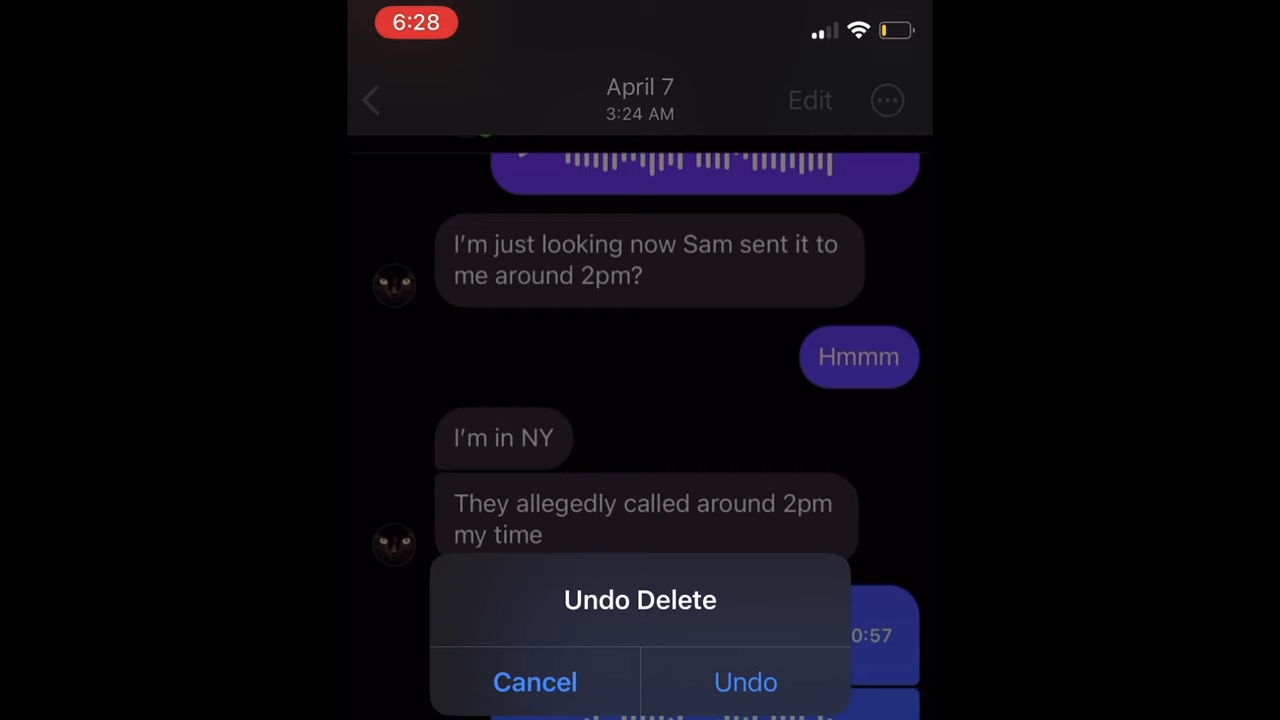 6:28
April 7
3:24 AM
Edit
I’m just looking now Sam sent it to
me around 2pm?
Hmmm
I’m in NY
They allegedly called around 2pm
my time
0:57
Undo Delete
Cancel
Undo